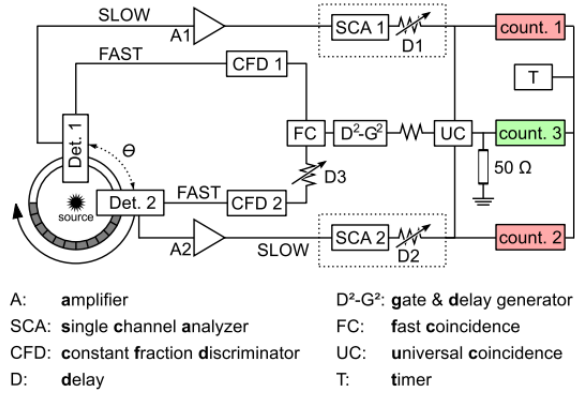 SLOW
A1
SCA 1
D1
count. 1
FAST
CFD 1
T
Det. 1
ϴ
FC
D²-G²
UC
count. 3
D3
50 Ω
source
Det. 2
FAST
CFD 2
A2
SLOW
SCA 2
D2
count. 2
A: amplifier
SCA: single channel analyzer
CFD: constant fraction discriminator
D: delay
D²-G²: gate & delay generator
FC: fast coincidence
UC: universal coincidence
T: timer